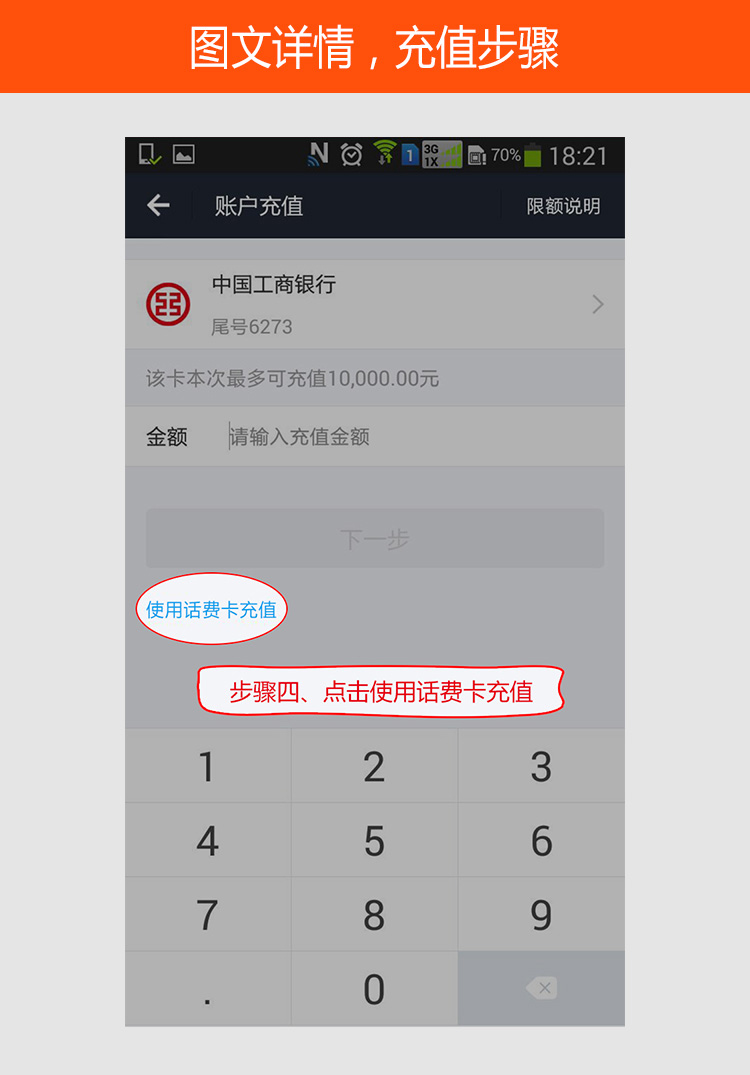 图文详情，充值步骤
N 1 3G 1X 70% 18:21
账户充值 限额说明
中国工商银行
尾号6273
该卡本次最多可充值10,000.00元
金额 请输入充值金额
下一步
使用话费卡充值
步骤四、点击使用话费卡充值
1 2 3
4 5 6
7 8 9
. 0